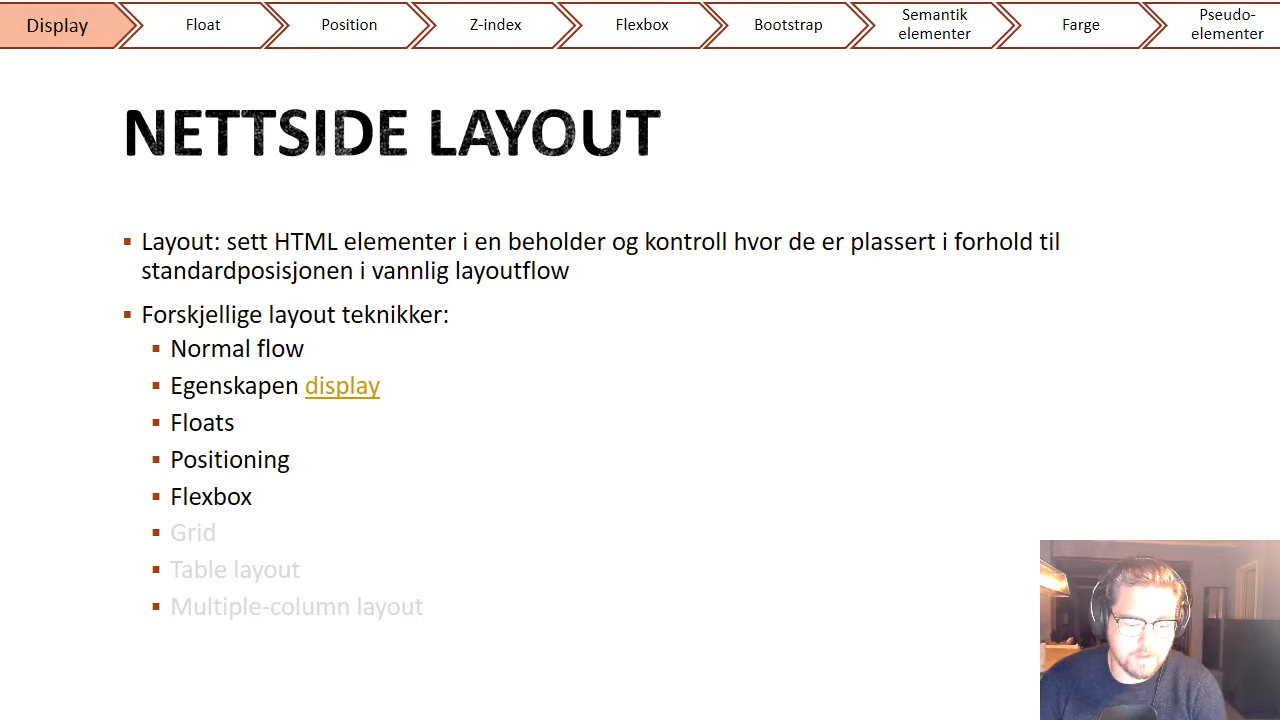 Display
Float
Position
Z-index
Flexbox
Bootstrap
Semantik
elementer
Farge
Pseudo-
elementer
NETTSIDE LAYOUT
Layout: sett HTML elementer i en beholder og kontroll hvor de er plassert i forhold til
standardposisjonen i vannlig layoutflow
Forskjellige layout teknikker:
Normal flow
Egenskapen display
Floats
Positioning
Flexbox
Grid
Table layout
Multiple-column layout